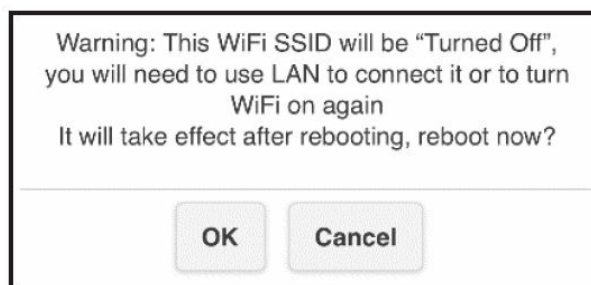 Warning: This WiFi SSID will be “Turned Off”,
you will need to use LAN to connect it or to turn
WiFi on again
It will take effect after rebooting, reboot now?
OK
Cancel